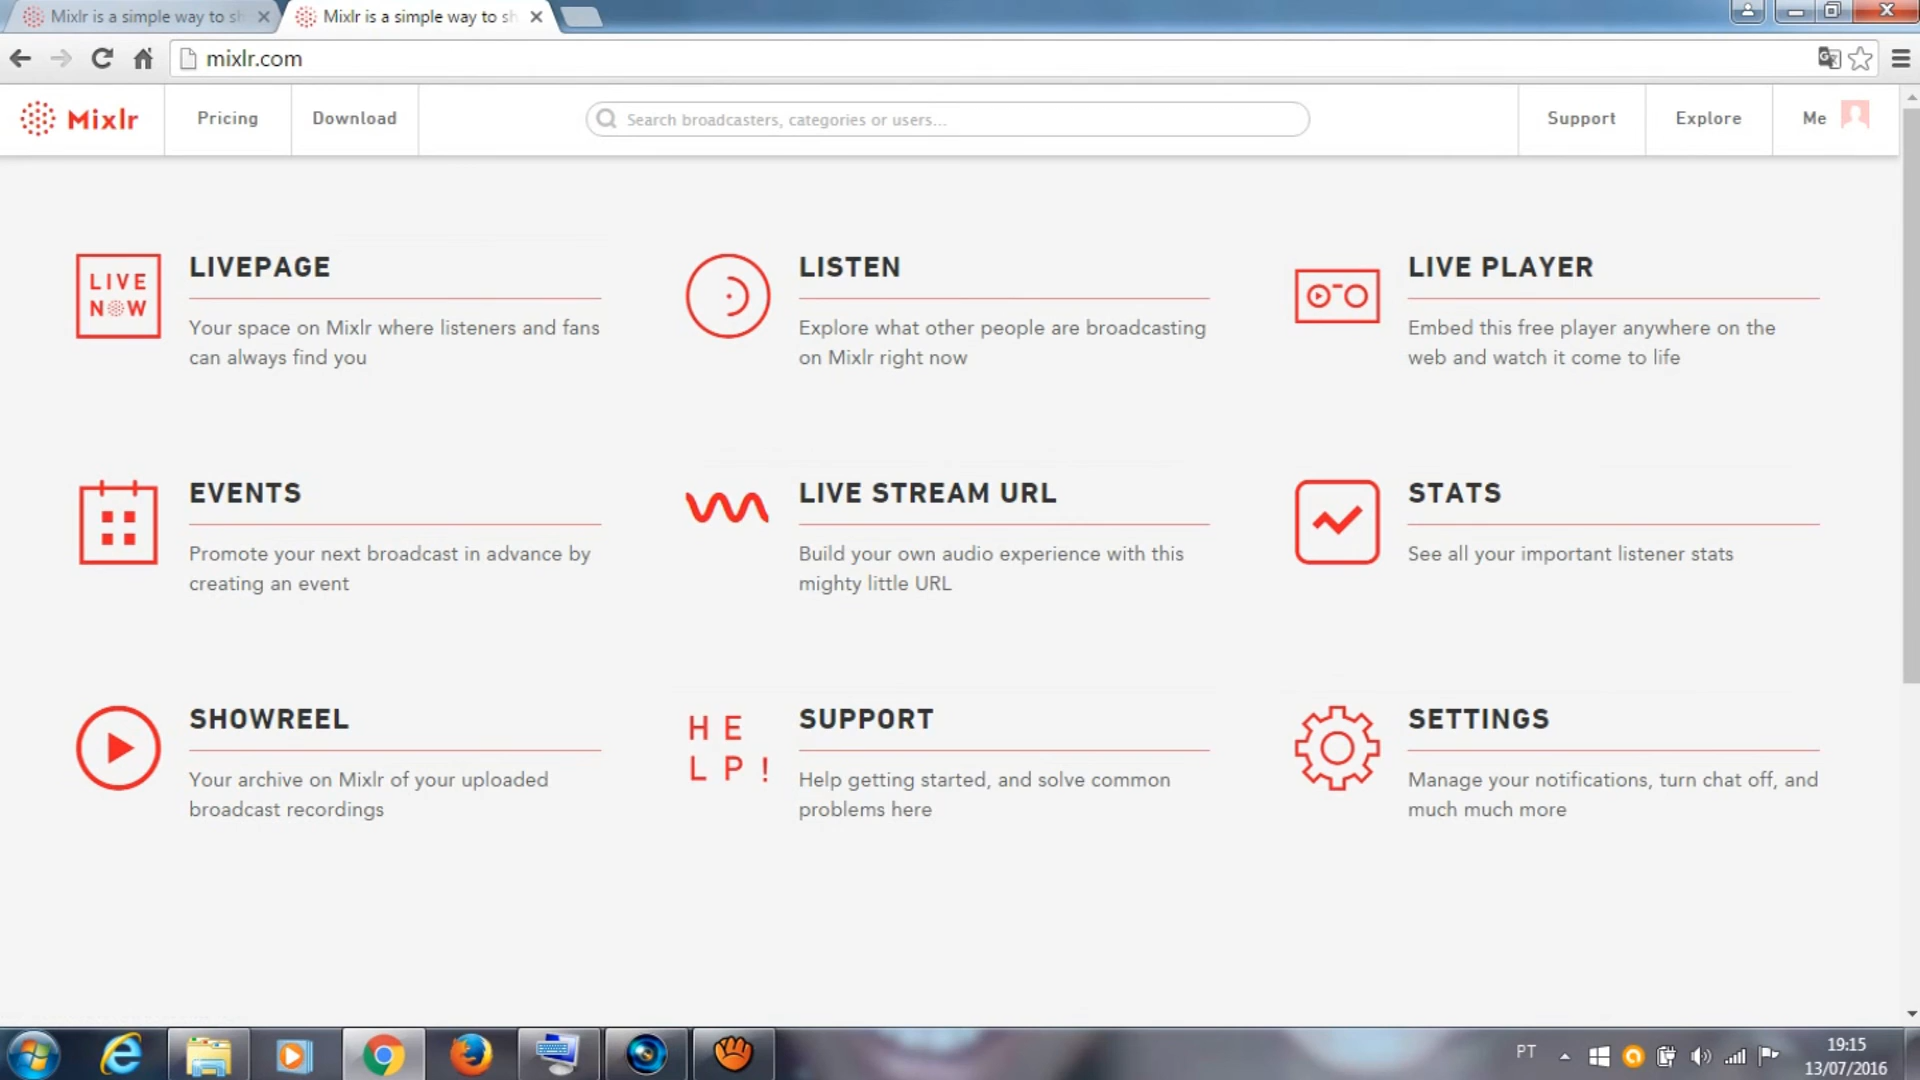 Mixlr is a simple way to sh
Mixlr is a simple way to sh
mixlr.com
Mixlr
Pricing
Download
Search broadcasters, categories or users...
Support
Explore
Me
LIVE
NOW
LIVEPAGE
Your space on Mixlr where listeners and fans
can always find you
LISTEN
Explore what other people are broadcasting
on Mixlr right now
LIVE PLAYER
Embed this free player anywhere on the
web and watch it come to life
EVENTS
Promote your next broadcast in advance by
creating an event
LIVE STREAM URL
Build your own audio experience with this
mighty little URL
STATS
See all your important listener stats
SHOWREEL
Your archive on Mixlr of your uploaded
broadcast recordings
HE
LP!
SUPPORT
Help getting started, and solve common
problems here
SETTINGS
Manage your notifications, turn chat off, and
much much more
PT
19:15
13/07/2016